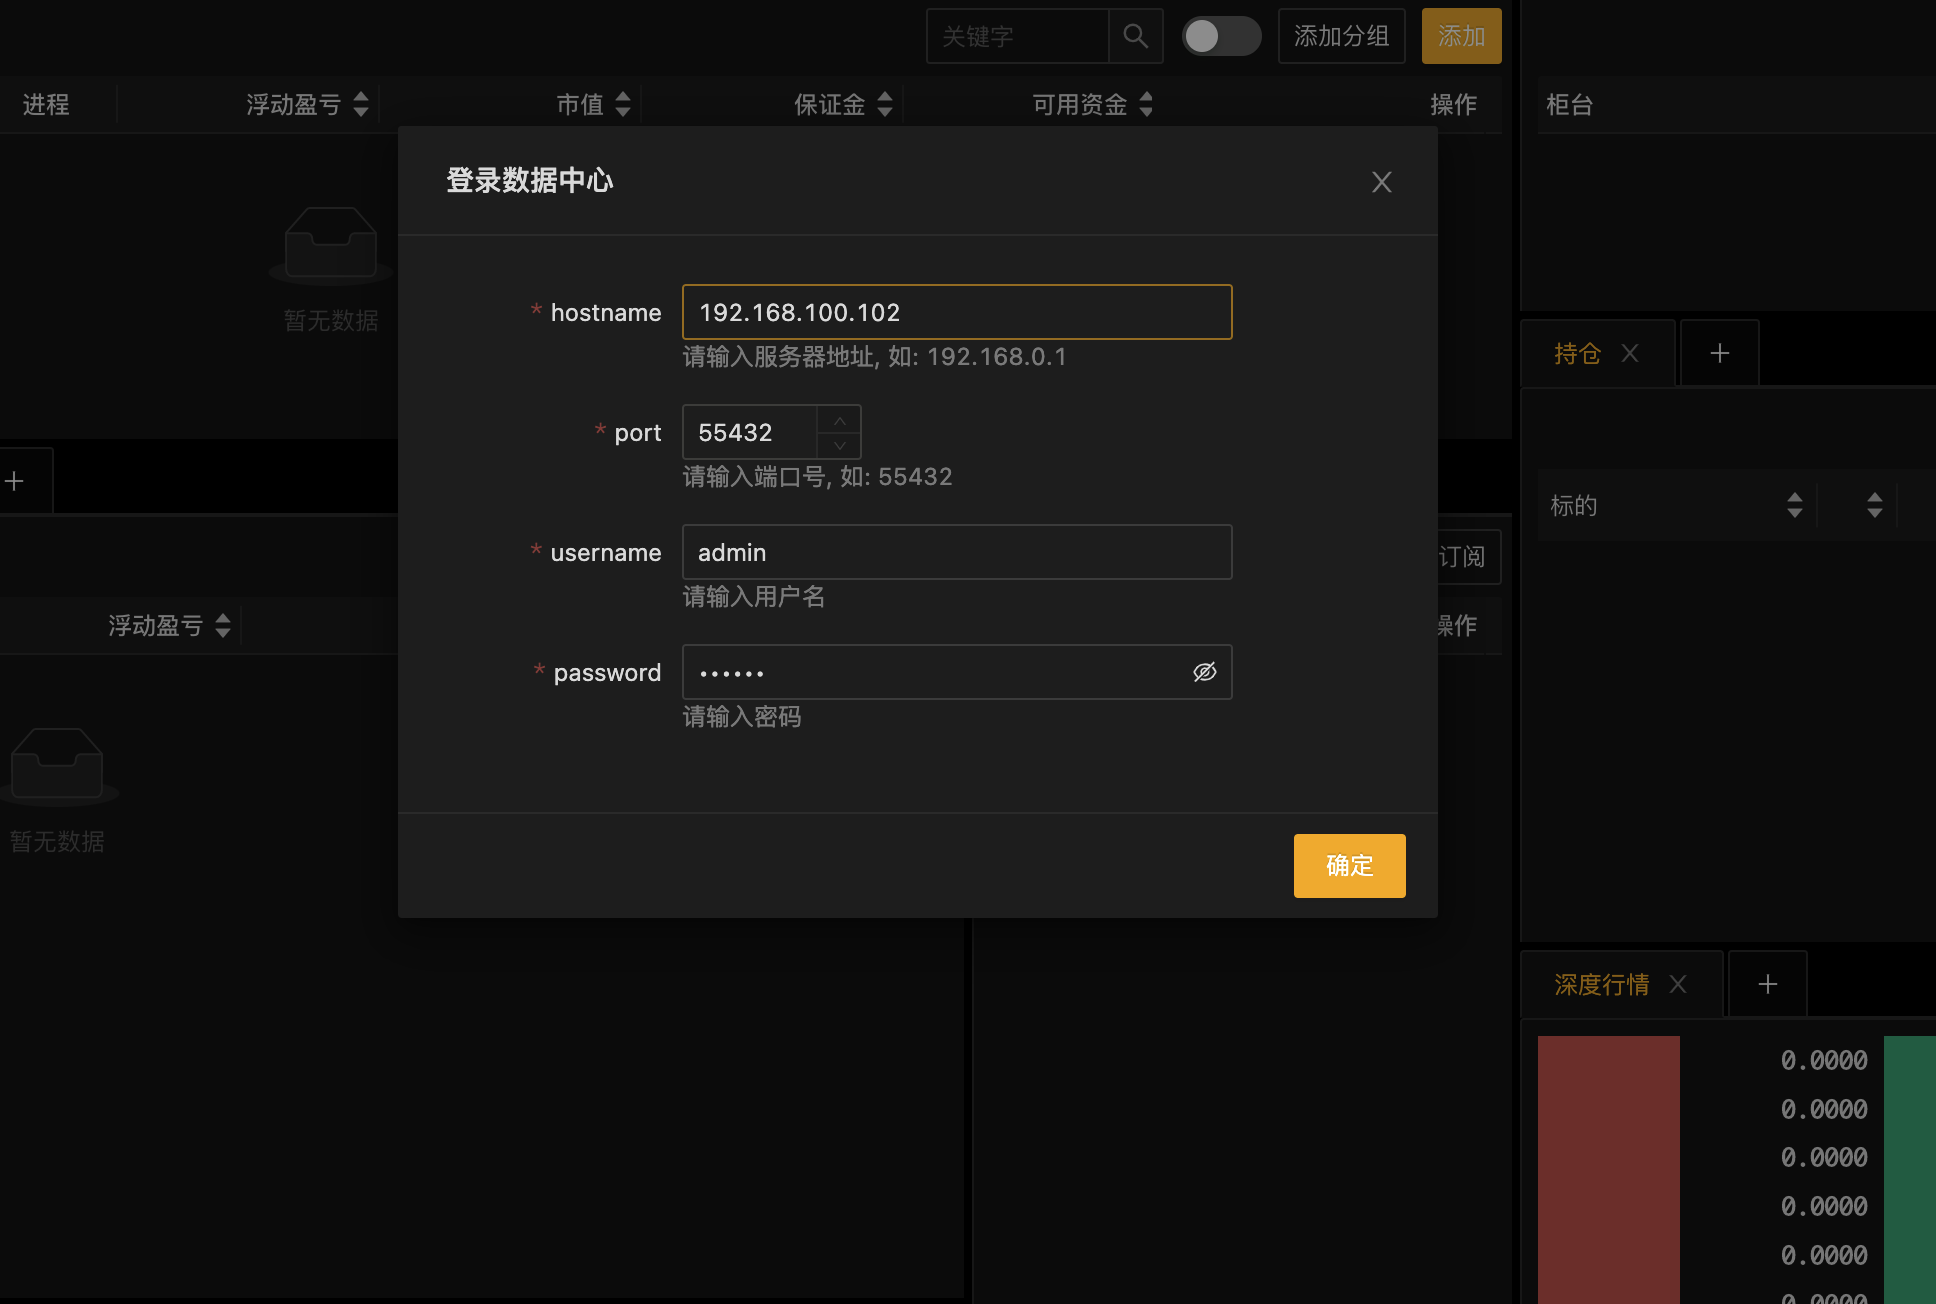 关键字
添加分组
添加
进程
浮动盈亏
市值
保证金
可用资金
操作
柜台
登录数据中心
* hostname
192.168.100.102
请输入服务器地址, 如: 192.168.0.1
* port
55432
请输入端口号, 如: 55432
* username
admin
请输入用户名
* password
••••••
请输入密码
确定
暂无数据
持仓
标的
订阅
浮动盈亏
操作
暂无数据
深度行情
0.0000
0.0000
0.0000
0.0000
0.0000
0.0000